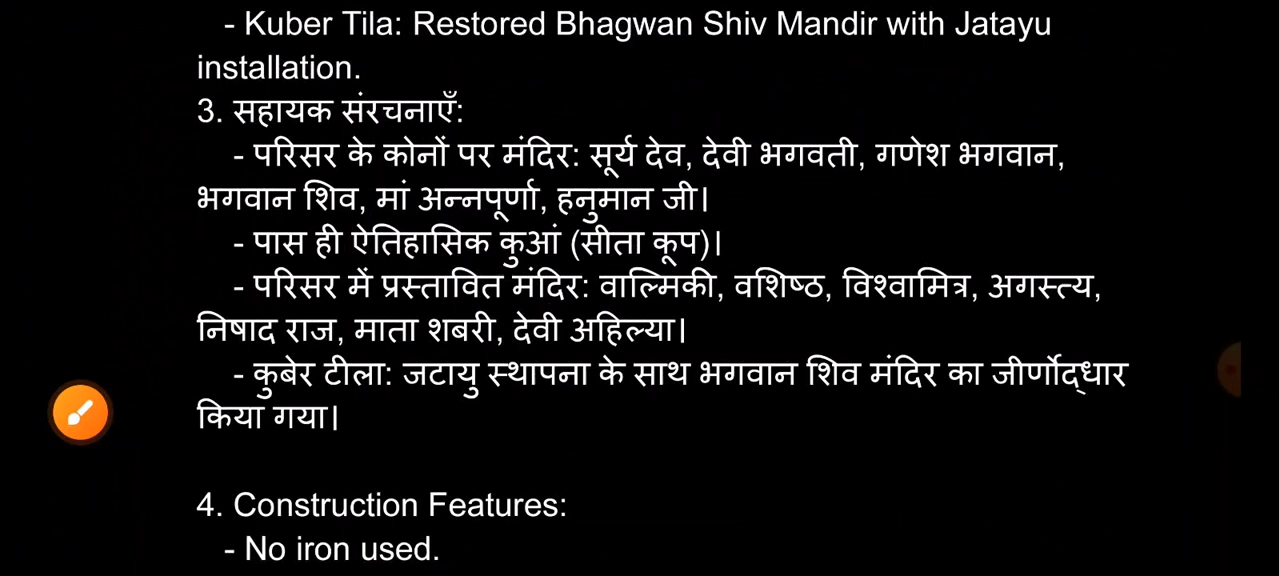 - Kuber Tila: Restored Bhagwan Shiv Mandir with Jatayu
installation.
3. सहायक संरचनाएँ:
- परिसर के कोनों पर मंदिर: सूर्य देव, देवी भगवती, गणेश भगवान,
भगवान शिव, मां अन्नपूर्णा, हनुमान जी।
- पास ही ऐतिहासिक कुआं (सीता कूप)।
- परिसर में प्रस्तावित मंदिर: वाल्मिकी, वशिष्ठ, विश्वामित्र, अगस्त्य,
निषाद राज, माता शबरी, देवी अहिल्या।
- कुबेर टीला: जटायु स्थापना के साथ भगवान शिव मंदिर का जीर्णोद्धार
किया गया।
4. Construction Features:
- No iron used.